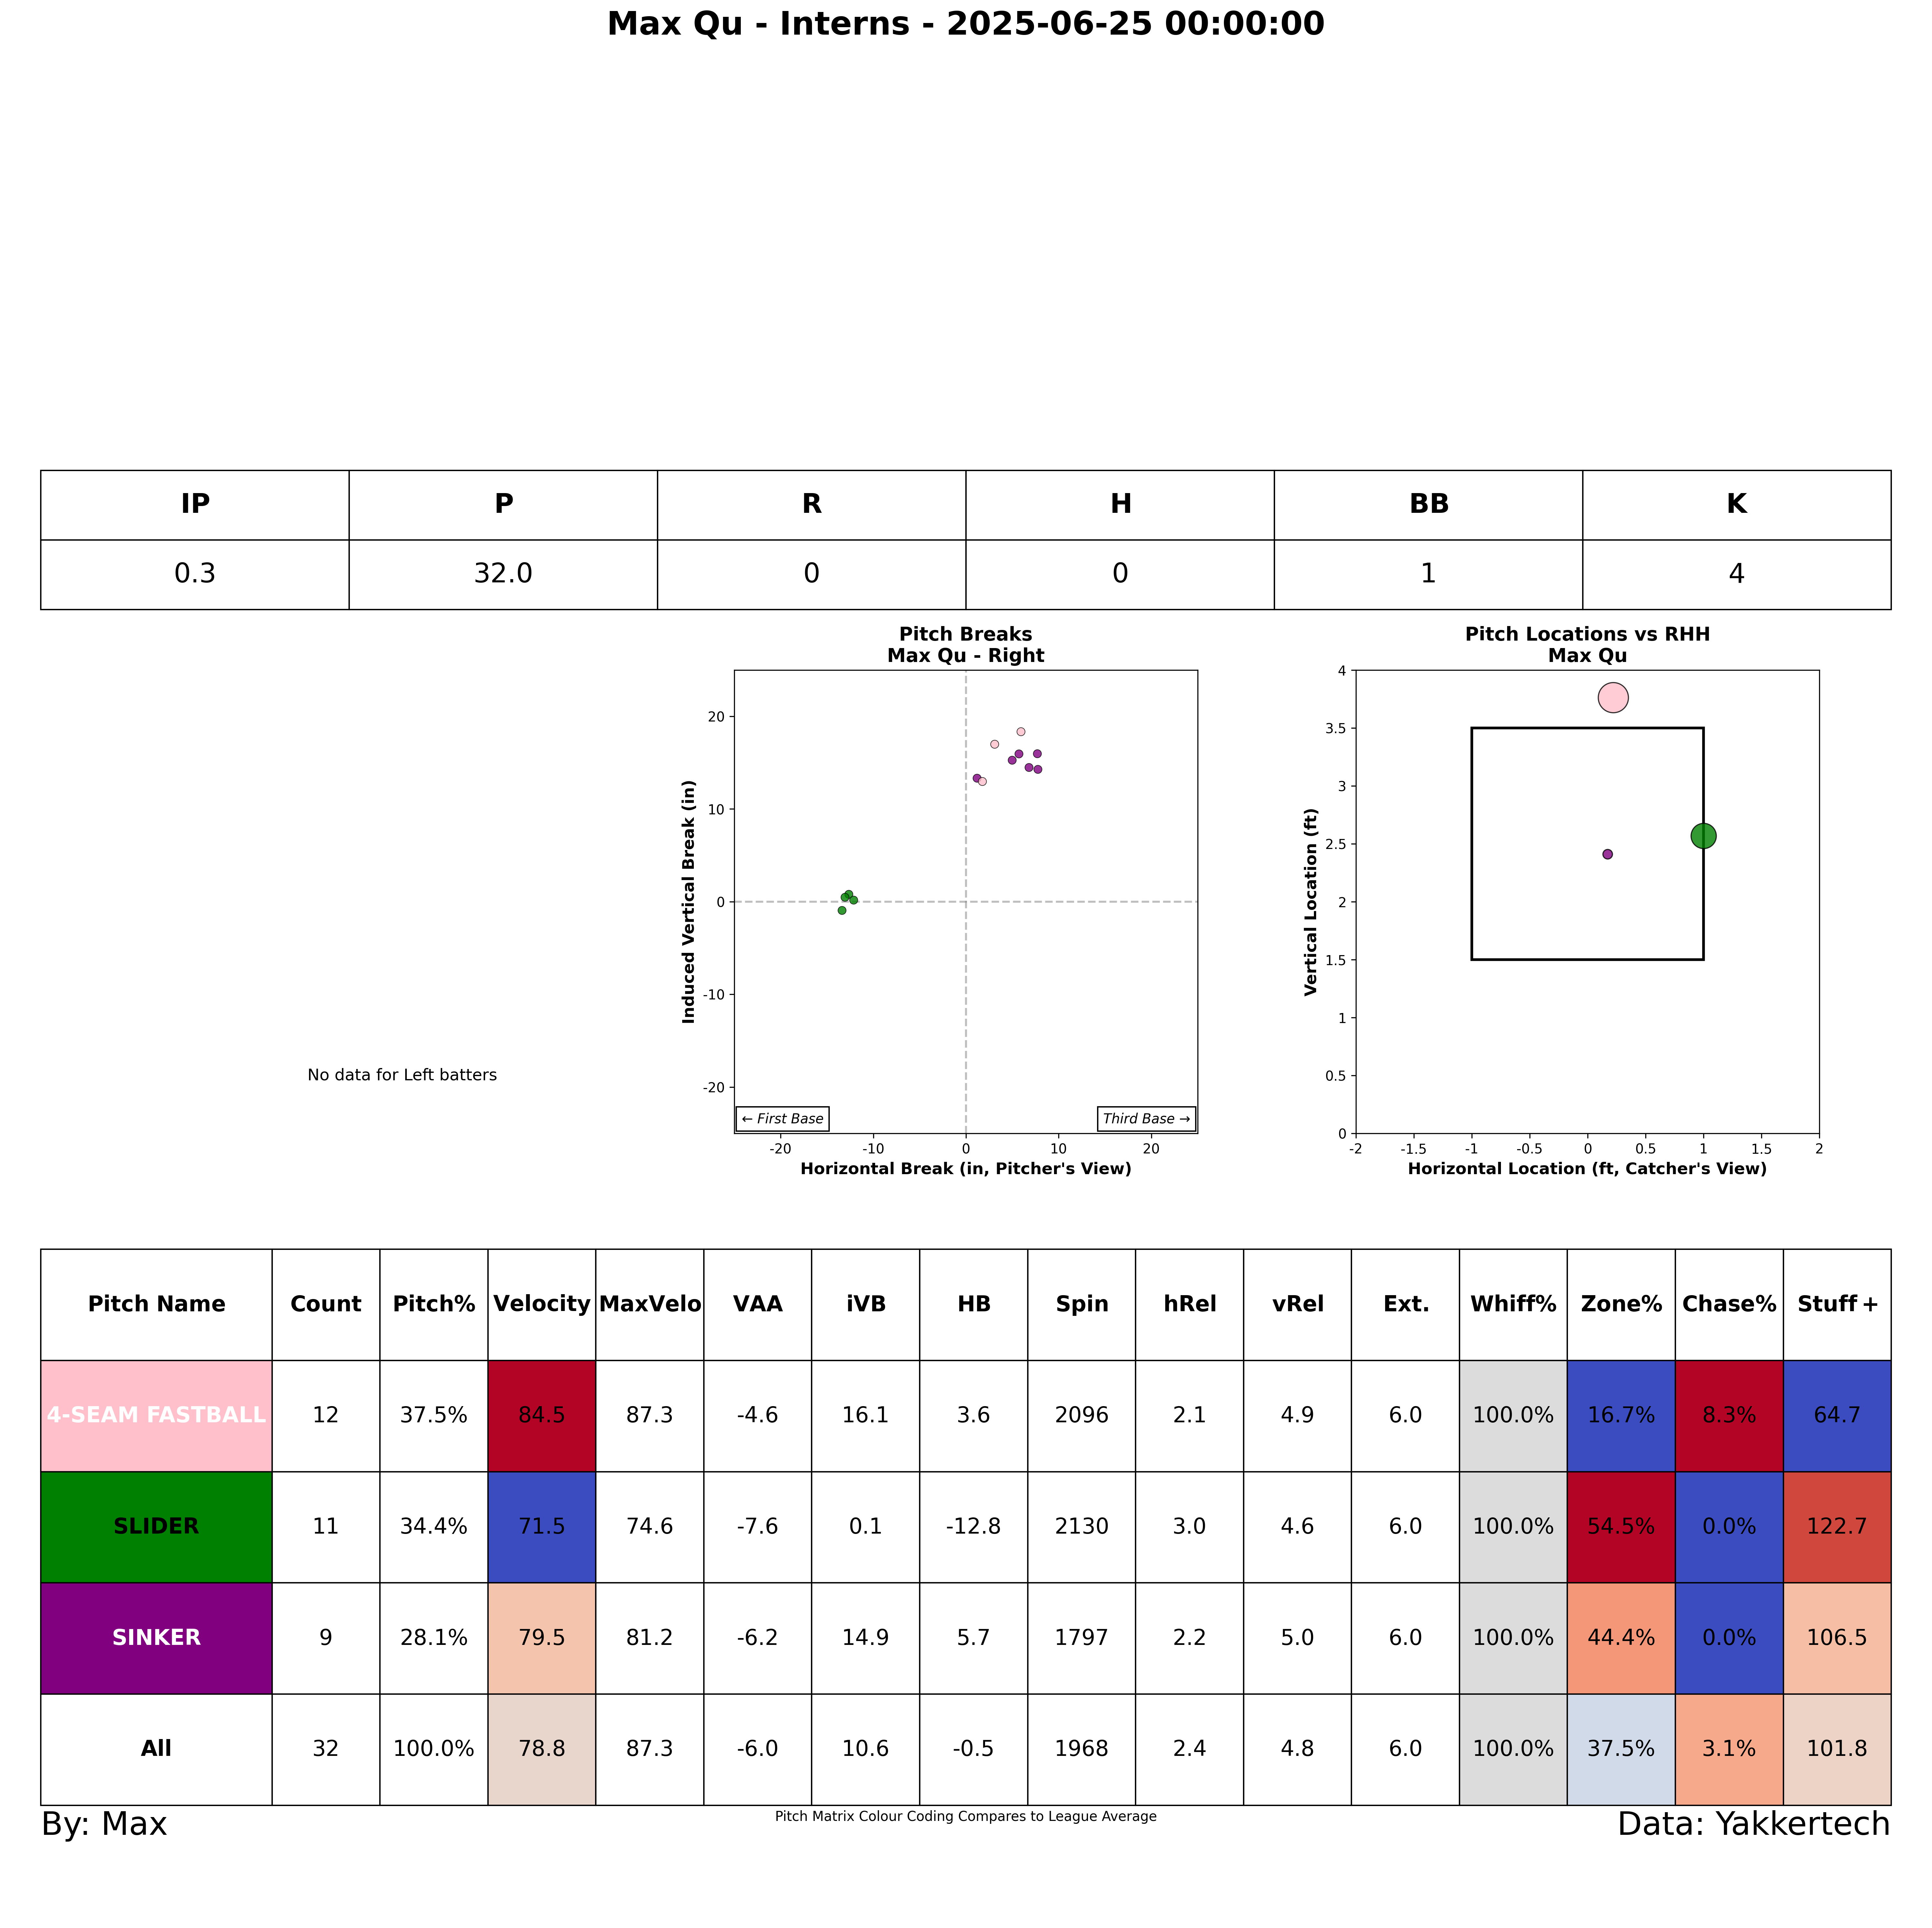 Max Qu - Interns - 2025-06-25 00:00:00
IP P R H BB K
0.3 32.0 0 0 1 4
No data for Left batters
Pitch Breaks
Max Qu - Right
Induced Vertical Break (in)
20
10
0
-10
-20
← First Base
Third Base →
-20 -10 0 10 20
Horizontal Break (in, Pitcher's View)
Pitch Locations vs RHH
Max Qu
Vertical Location (ft)
4
3.5
3
2.5
2
1.5
1
0.5
0
-2 -1.5 -1 -0.5 0 0.5 1 1.5 2
Horizontal Location (ft, Catcher's View)
Pitch Name Count Pitch% Velocity MaxVelo VAA iVB HB Spin hRel vRel Ext. Whiff% Zone% Chase% Stuff +
4-SEAM FASTBALL 12 37.5% 84.5 87.3 -4.6 16.1 3.6 2096 2.1 4.9 6.0 100.0% 16.7% 8.3% 64.7
SLIDER 11 34.4% 71.5 74.6 -7.6 0.1 -12.8 2130 3.0 4.6 6.0 100.0% 54.5% 0.0% 122.7
SINKER 9 28.1% 79.5 81.2 -6.2 14.9 5.7 1797 2.2 5.0 6.0 100.0% 44.4% 0.0% 106.5
All 32 100.0% 78.8 87.3 -6.0 10.6 -0.5 1968 2.4 4.8 6.0 100.0% 37.5% 3.1% 101.8
By: Max
Pitch Matrix Colour Coding Compares to League Average
Data: Yakkertech